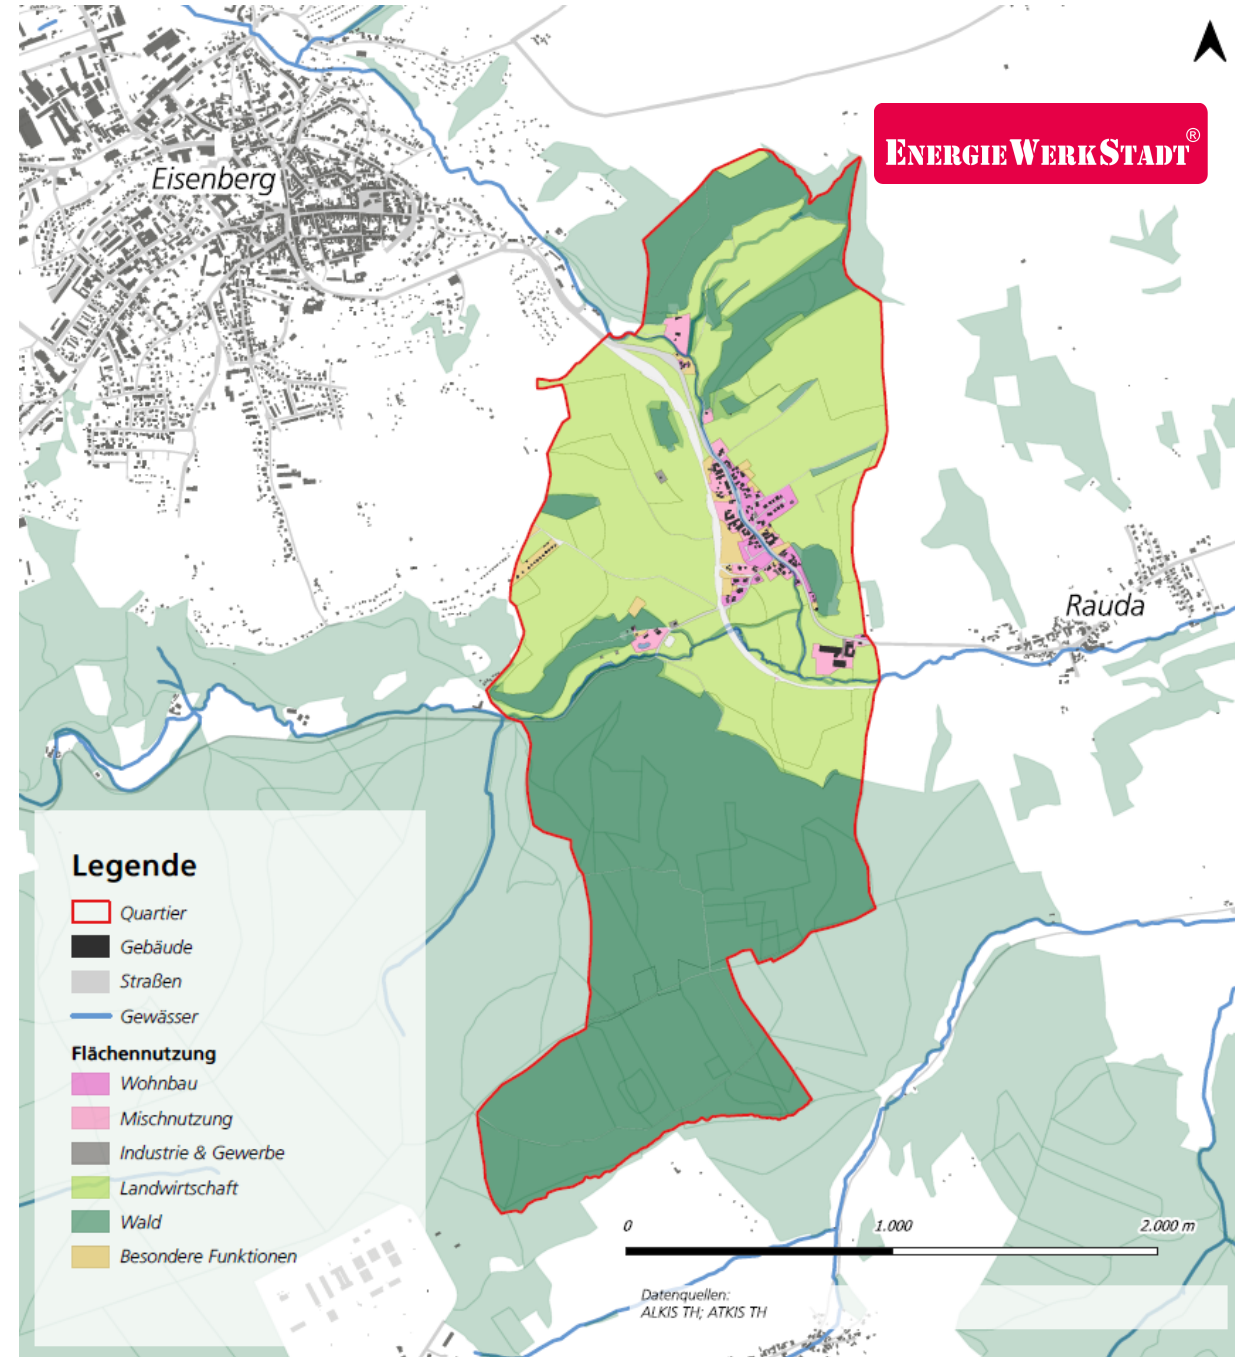 ENERGIEWERKSTADT®
Eisenberg
Rauda
Legende
Quartier
Gebäude
Straßen
Gewässer
Flächennutzung
Wohnbau
Mischnutzung
Industrie & Gewerbe
Landwirtschaft
Wald
Besondere Funktionen
0 1.000 2.000 m
Datenquellen:
ALKIS TH; ATKIS TH